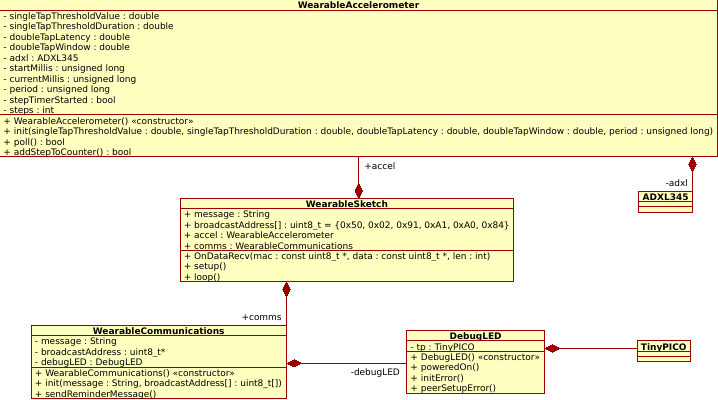 WearableAccelerometer
- singleTapThresholdValue : double
- singleTapThresholdDuration : double
- doubleTapLatency : double
- doubleTapWindow : double
- adxl : ADXL345
- startMillis : unsigned long
- currentMillis : unsigned long
- period : unsigned long
- stepTimerStarted : bool
- steps : int
+ WearableAccelerometer() «constructor»
+ init(singleTapThresholdValue : double, singleTapThresholdDuration : double, doubleTapLatency : double, doubleTapWindow : double, period : unsigned long)
+ poll() : bool
+ addStepToCounter() : bool
+accel
-adxl
ADXL345
WearableSketch
+ message : String
+ broadcastAddress[] : uint8_t = {0x50, 0x02, 0x91, 0xA1, 0xA0, 0x84}
+ accel : WearableAccelerometer
+ comms : WearableCommunications
+ OnDataRecv(mac : const uint8_t *, data : const uint8_t *, len : int)
+ setup()
+ loop()
+comms
WearableCommunications
- message : String
- broadcastAddress : uint8_t*
- debugLED : DebugLED
+ WearableCommunications() «constructor»
+ init(message : String, broadcastAddress[] : uint8_t[])
+ sendReminderMessage()
-debugLED
DebugLED
- tp : TinyPICO
+ DebugLED() «constructor»
+ poweredOn()
+ initError()
+ peerSetupError()
TinyPICO